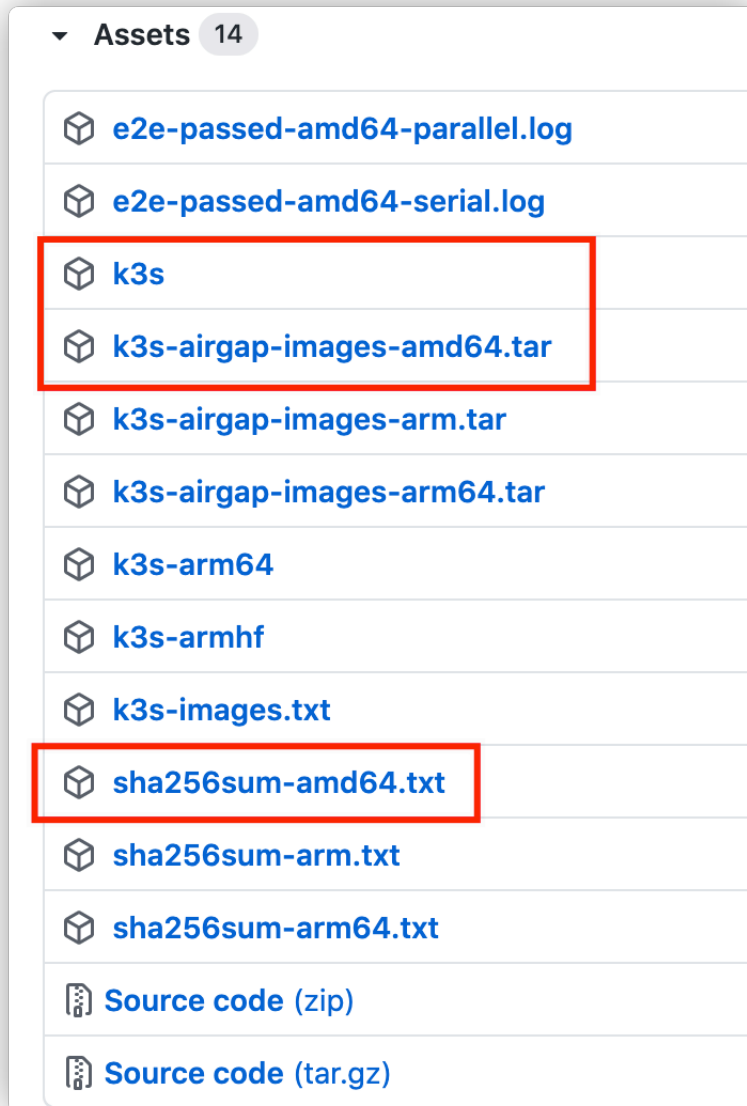 Assets 14
e2e-passed-amd64-parallel.log
e2e-passed-amd64-serial.log
k3s
k3s-airgap-images-amd64.tar
k3s-airgap-images-arm.tar
k3s-airgap-images-arm64.tar
k3s-arm64
k3s-armhf
k3s-images.txt
sha256sum-amd64.txt
sha256sum-arm.txt
sha256sum-arm64.txt
Source code (zip)
Source code (tar.gz)